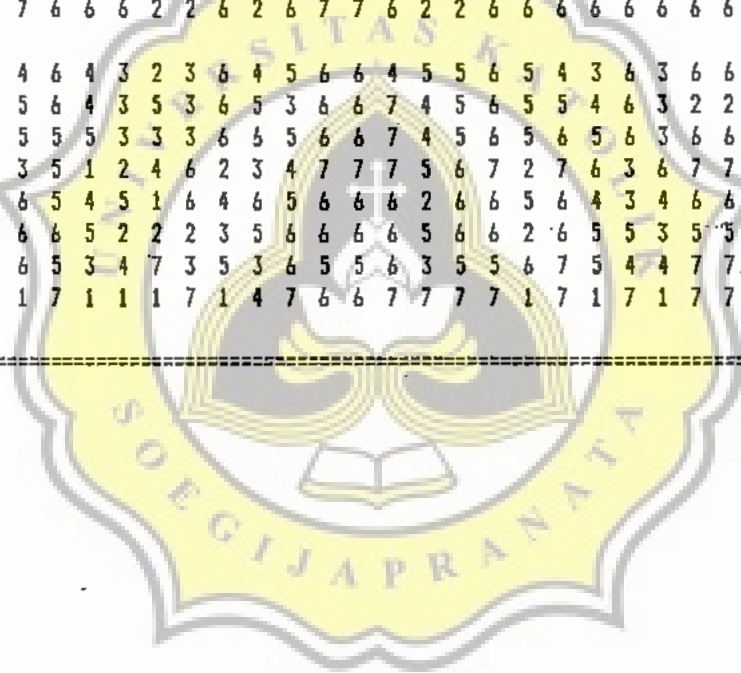 7 6 6 6 2 2 6 2 6 7 7 6 2 2 6 6 6 6 6 6 6 6
4 6 4 3 2 3 6 4 5 6 6 4 5 5 6 5 4 3 6 3 6 6
5 6 4 3 5 3 6 5 3 6 6 7 4 5 6 5 5 4 6 3 2 2
5 5 5 3 3 3 6 6 5 6 6 7 4 5 6 5 6 5 6 3 6 6
3 5 1 2 4 6 2 3 4 7 7 7 5 6 7 2 7 6 3 6 7 7
6 5 4 5 1 6 4 6 5 6 6 6 2 6 6 5 6 4 3 4 6 6
6 6 5 2 2 2 3 5 6 6 6 6 5 6 6 2 6 5 5 3 5 5
6 5 3 4 7 3 5 3 6 5 5 6 3 5 5 6 7 5 4 4 7 7
1 7 1 1 1 7 1 4 7 6 6 7 7 7 7 1 7 1 7 1 7 7
UNIVERSITAS KATOLIK
SOEGIJAPRANATA